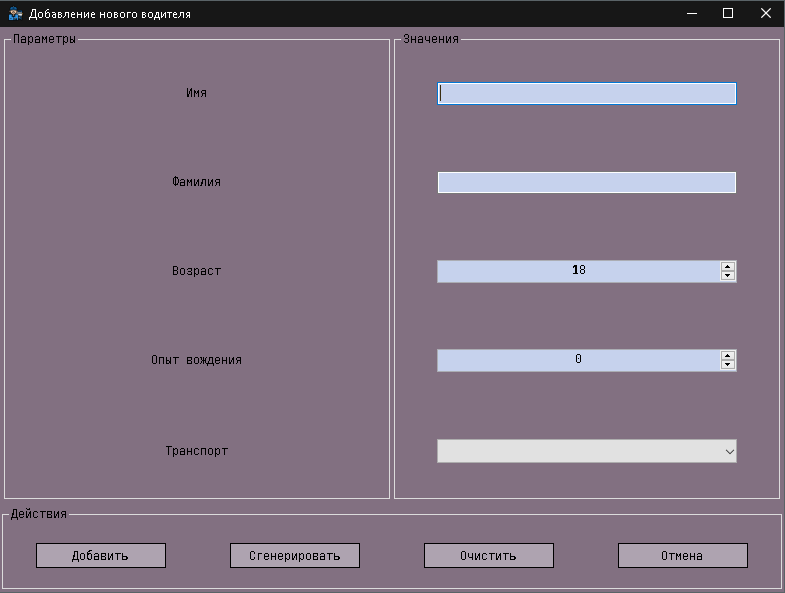 Добавление нового водителя
Параметры
Значения
Имя
Фамилия
Возраст
18
Опыт вождения
0
Транспорт
Действия
Добавить
Сгенерировать
Очистить
Отмена